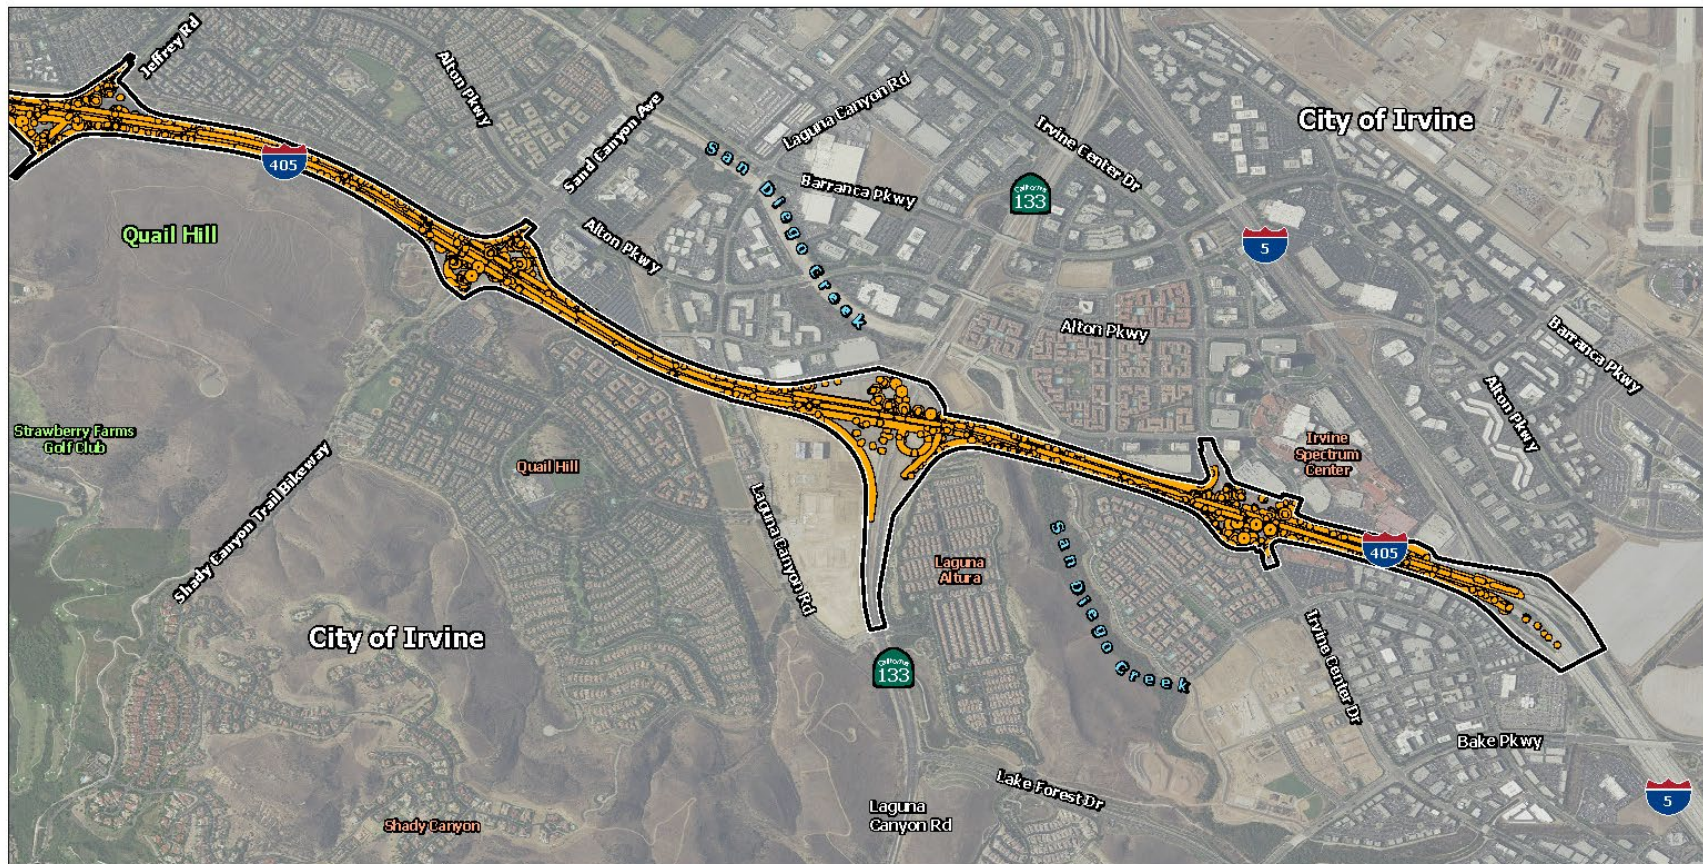 Jeffrey Rd
Alton Pkwy
Sand Canyon Ave
Laguna Canyon Rd
Irvine Center Dr
City of Irvine
405
San Diego Creek
Barranca Pkwy
California
133
Quail Hill
Alton Pkwy
5
Alton Pkwy
Barranca Pkwy
Alton Pkwy
Strawberry Farms
Golf Club
Shady Canyon Trail Bikeway
Quail Hill
Irvine
Spectrum
Center
Laguna Canyon Rd
San Diego Creek
405
Laguna
Altura
City of Irvine
California
133
Irvine Center Dr
Bake Pkwy
Lake Forest Dr
5
Shady Canyon
Laguna
Canyon Rd